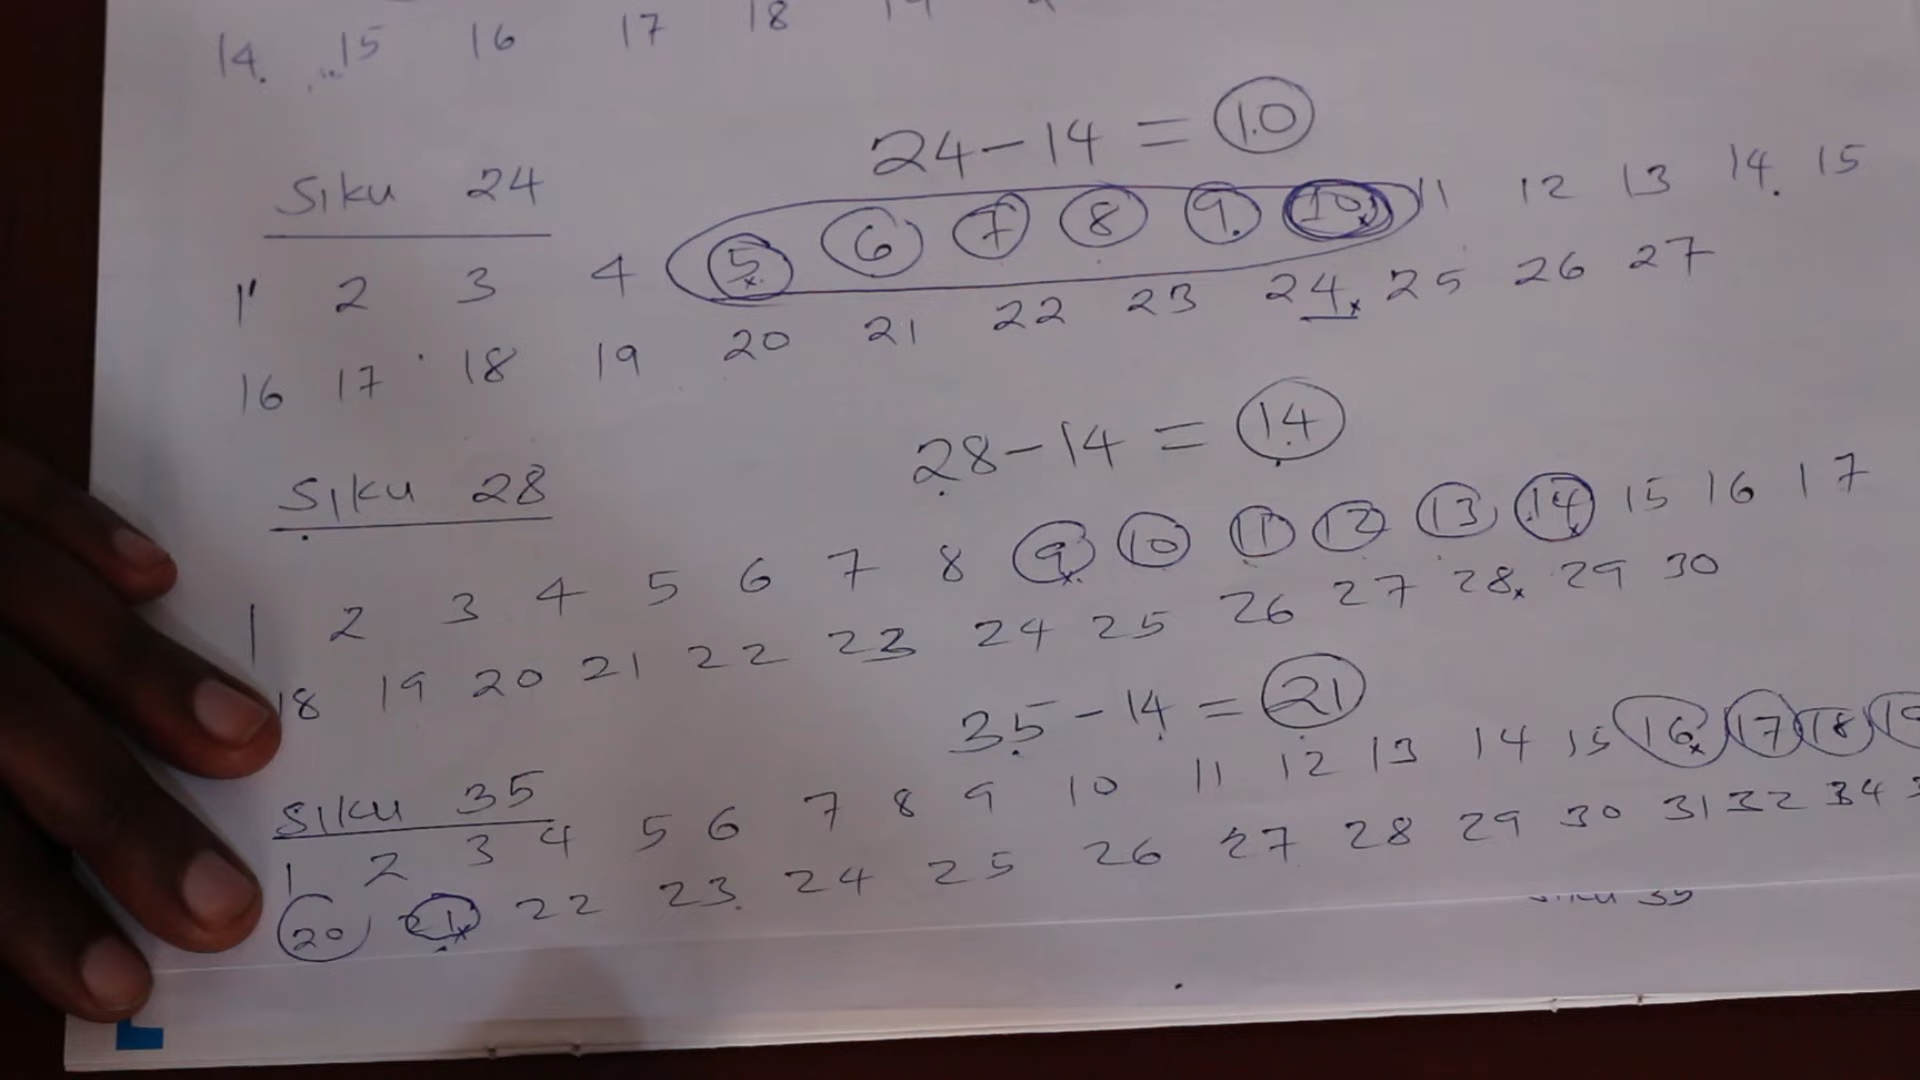 14. 15 16 17 18 19
24-14 = 10
Siku 24
1 2 3 4 5 6 7 8 9 10 11 12 13 14 15
16 17 18 19 20 21 22 23 24 25 26 27
28-14 = 14
Siku 28
1 2 3 4 5 6 7 8 9 10 11 12 13 14 15 16 17
18 19 20 21 22 23 24 25 26 27 28 29 30
35-14 = 21
Siku 35
1 2 3 4 5 6 7 8 9 10 11 12 13 14 15 16 17 18 19
20 21 22 23 24 25 26 27 28 29 30 31 32 34
Siku 35